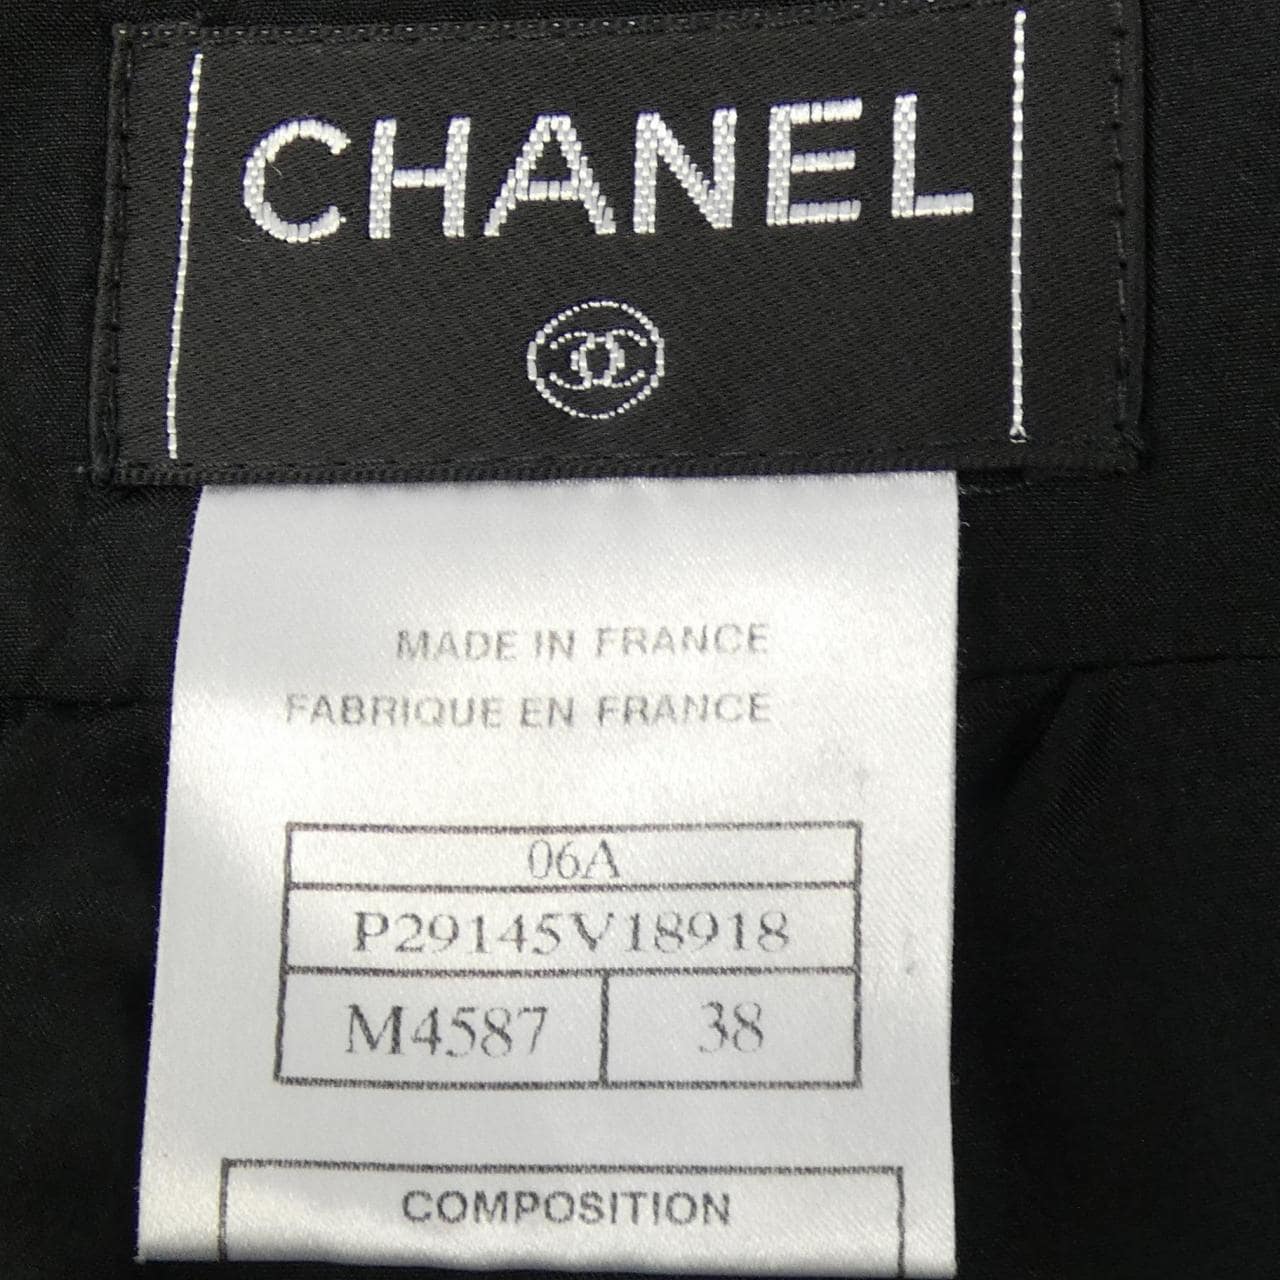 CHANEL
MADE IN FRANCE
FABRIQUE EN FRANCE
06A
P29145V18918
M4587 38
COMPOSITION